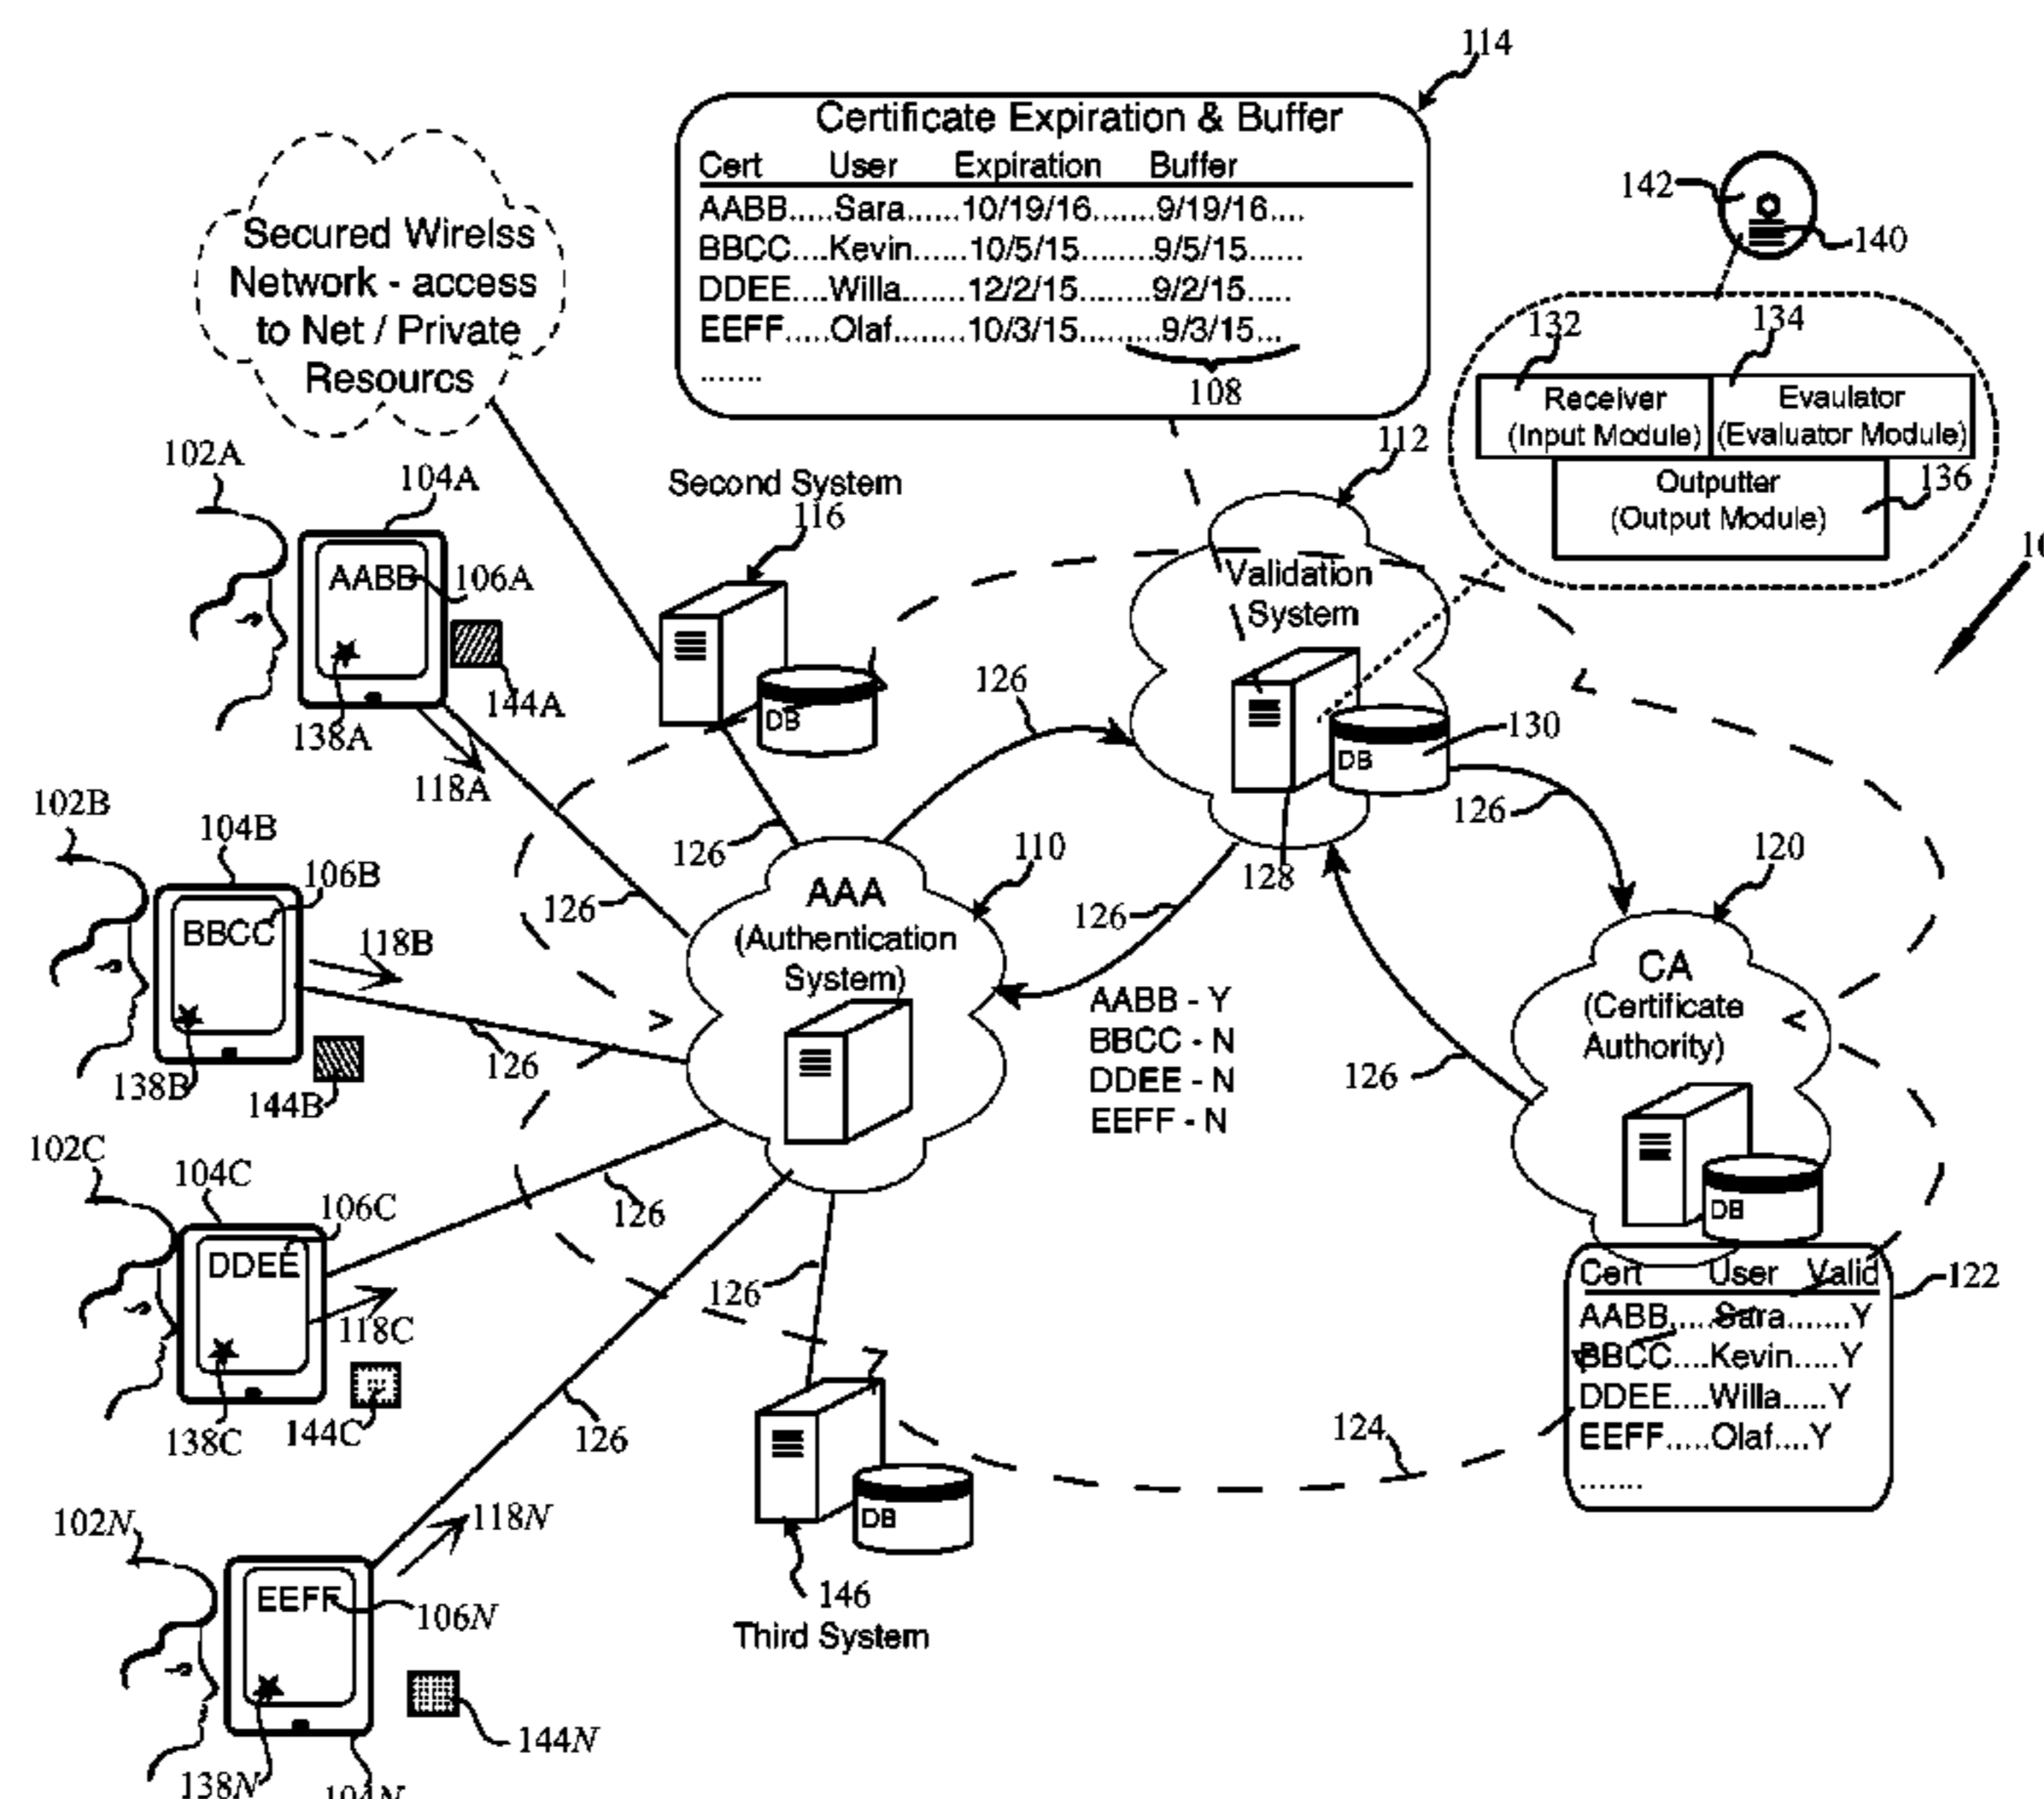 114
Certificate Expiration & Buffer
Cert User Expiration Buffer
AABB.....Sara......10/19/16.......9/19/16....
BBCC....Kevin......10/5/15........9/5/15......
DDEE....Willa.......12/2/15........9/2/15.....
EEFF.....Olaf........10/3/15.........9/3/15...
.......
108
Secured Wirelss
Network - access
to Net / Private
Resourcs
142
140
132
134
Receiver
(Input Module)
Evaulator
(Evaluator Module)
Outputter
(Output Module)
136
112
Validation
System
DB
130
128
Second System
116
DB
102A
104A
AABB
106A
138A
144A
118A
126
126
126
126
126
102B
104B
BBCC
106B
118B
138B
144B
126
110
AAA
(Authentication
System)
AABB - Y
BBCC - N
DDEE - N
EEFF - N
120
CA
(Certificate
Authority)
DB
126
102C
104C
DDEE
106C
118C
138C
144C
126
126
126
122
Cert User Valid
AABB.....Sara.......Y
BBCC....Kevin.....Y
DDEE....Willa.....Y
EEFF.....Olaf....Y
.......
124
DB
146
Third System
102N
EEFF
118N
106N
138N
144N
104N